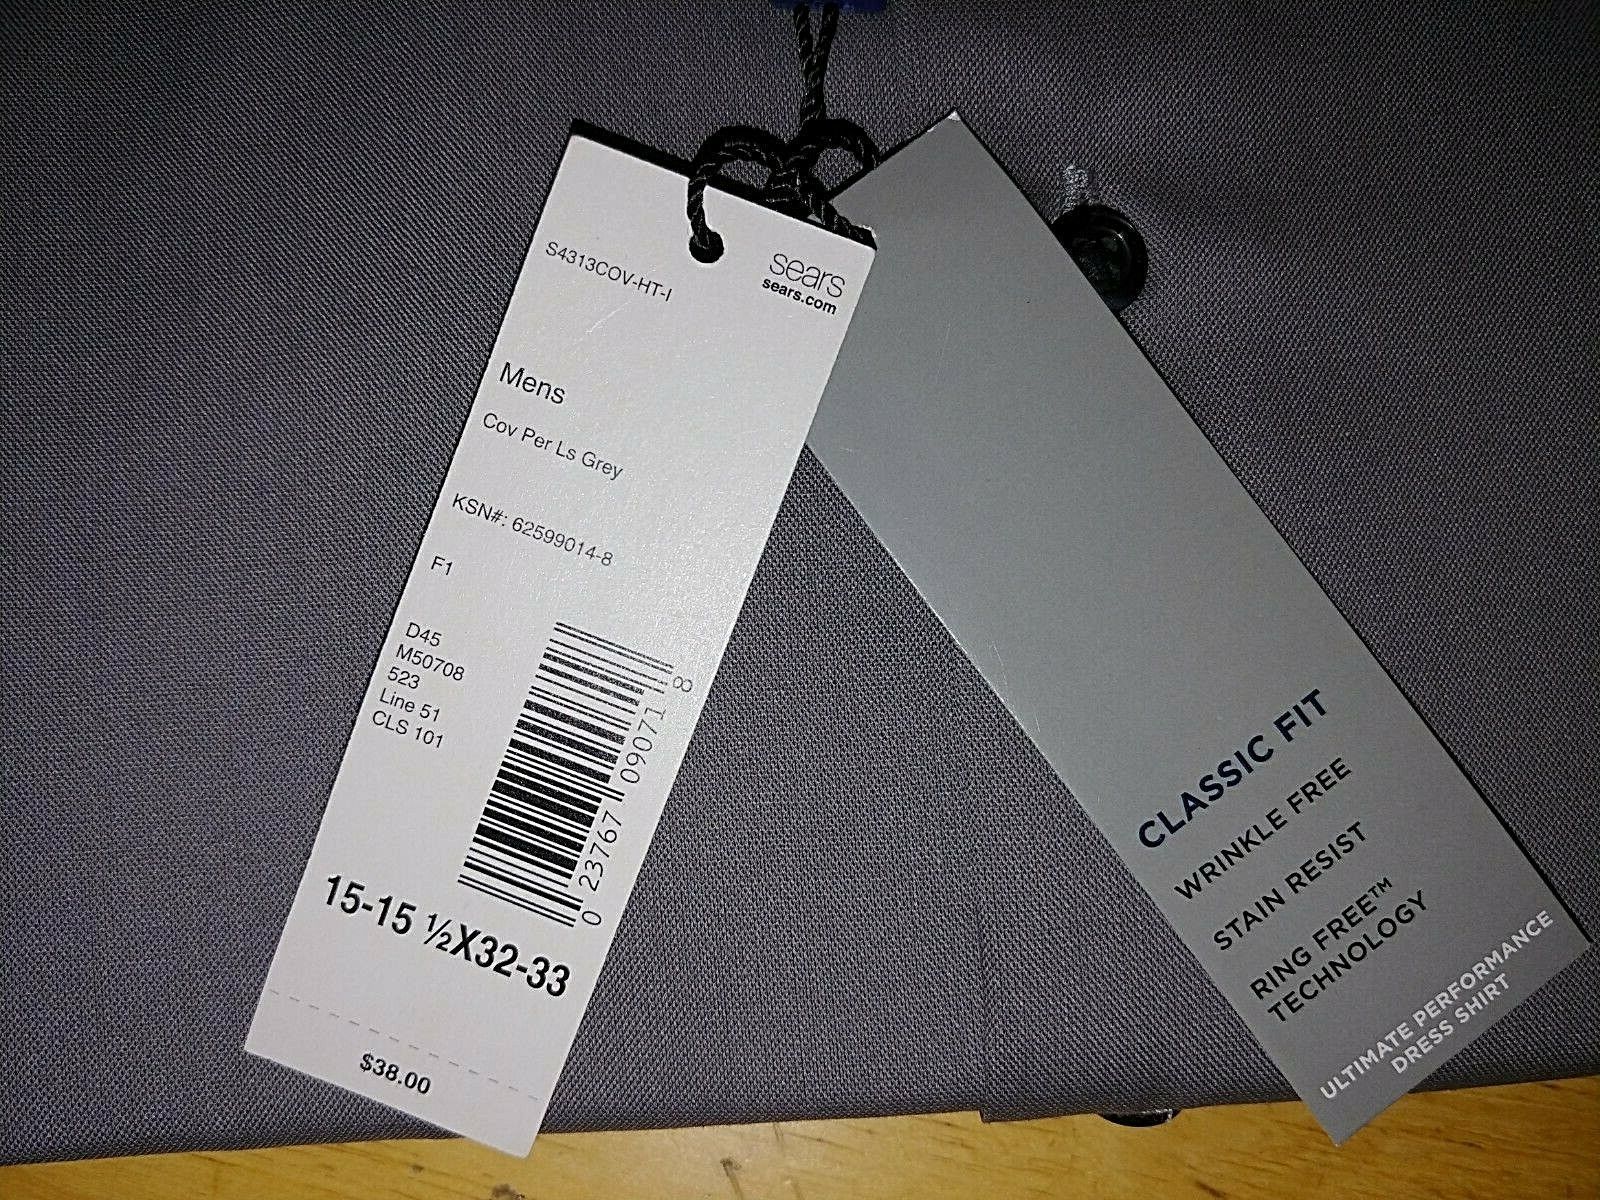 S4313COV-HT-I
sears
sears.com
Mens
Cov Per Ls Grey
KSN#: 62599014-8
F1
D45
M50708
523
Line 51
CLS 101
0 23767 09071 8
15-15 ½X32-33
$38.00
CLASSIC FIT
WRINKLE FREE
STAIN RESIST
RING FREE™
TECHNOLOGY
ULTIMATE PERFORMANCE
DRESS SHIRT